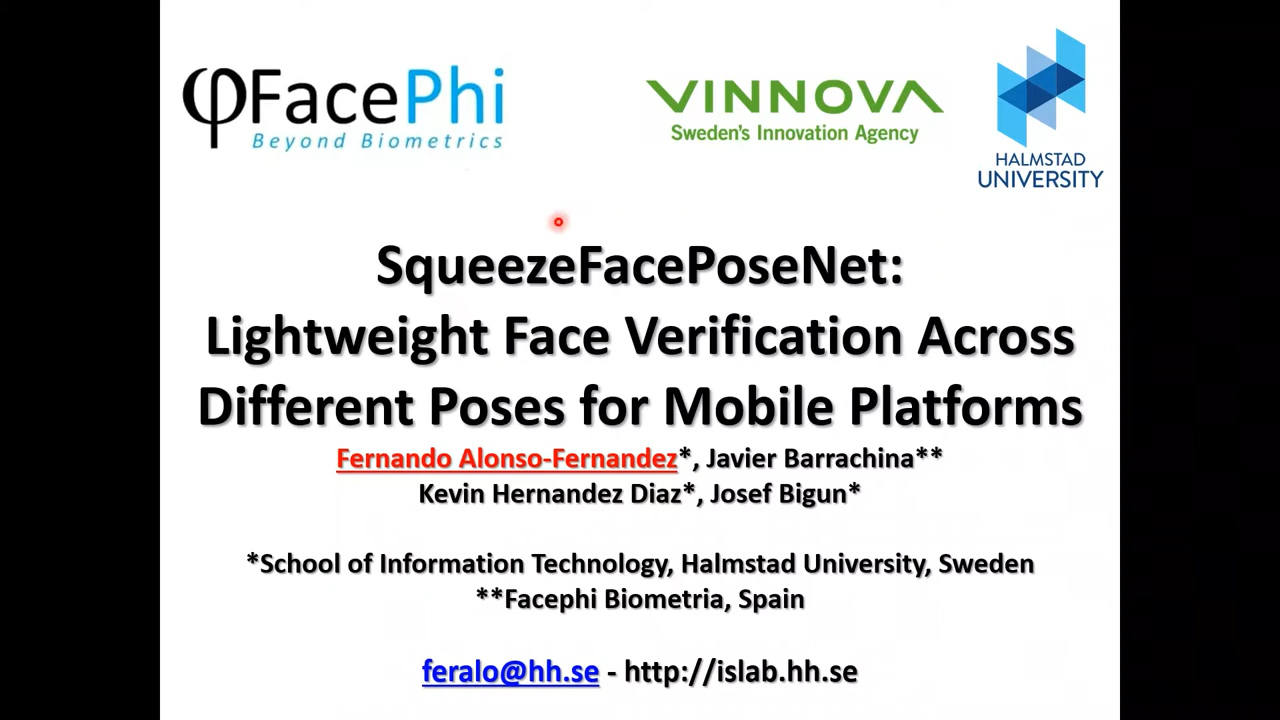 φFacePhi
Beyond Biometrics
VINNOVA
Sweden's Innovation Agency
HALMSTAD
UNIVERSITY
SqueezeFacePoseNet:
Lightweight Face Verification Across
Different Poses for Mobile Platforms
Fernando Alonso-Fernandez*, Javier Barrachina**
Kevin Hernandez Diaz*, Josef Bigun*
*School of Information Technology, Halmstad University, Sweden
**Facephi Biometria, Spain
feralo@hh.se - http://islab.hh.se